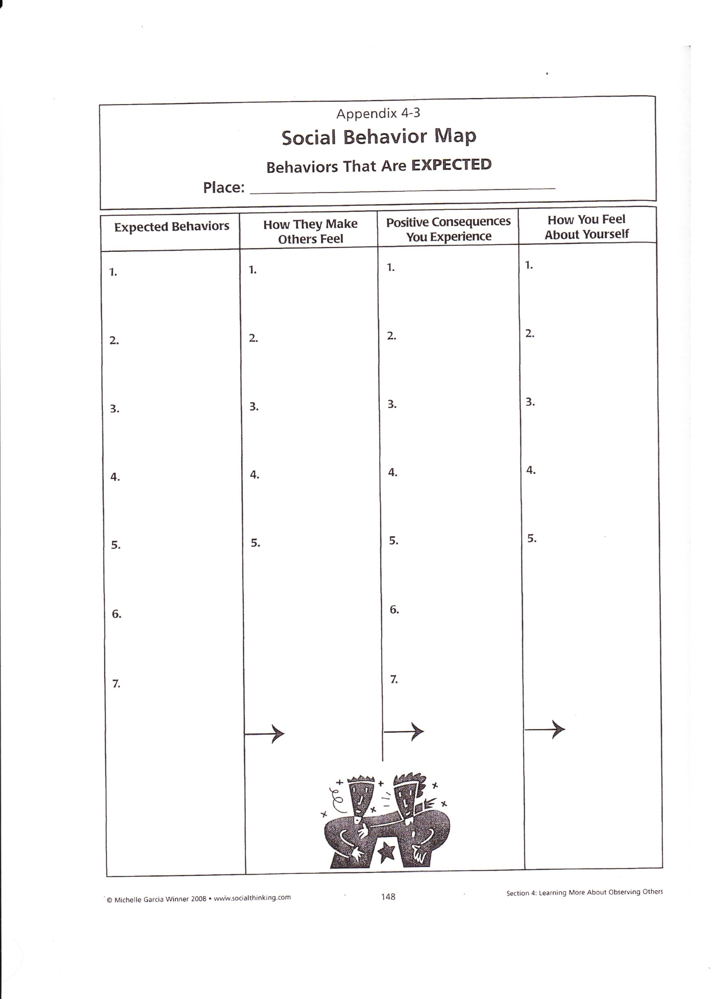 Appendix 4-3
Social Behavior Map
Behaviors That Are EXPECTED
Place:
Expected Behaviors
How They Make
Others Feel
Positive Consequences
You Experience
How You Feel
About Yourself
1.
2.
3.
4.
5.
6.
7.
1.
2.
3.
4.
5.
1.
2.
3.
4.
5.
6.
7.
1.
2.
3.
4.
5.
© Michelle Garcia Winner 2008 • www.socialthinking.com
148
Section 4: Learning More About Observing Others